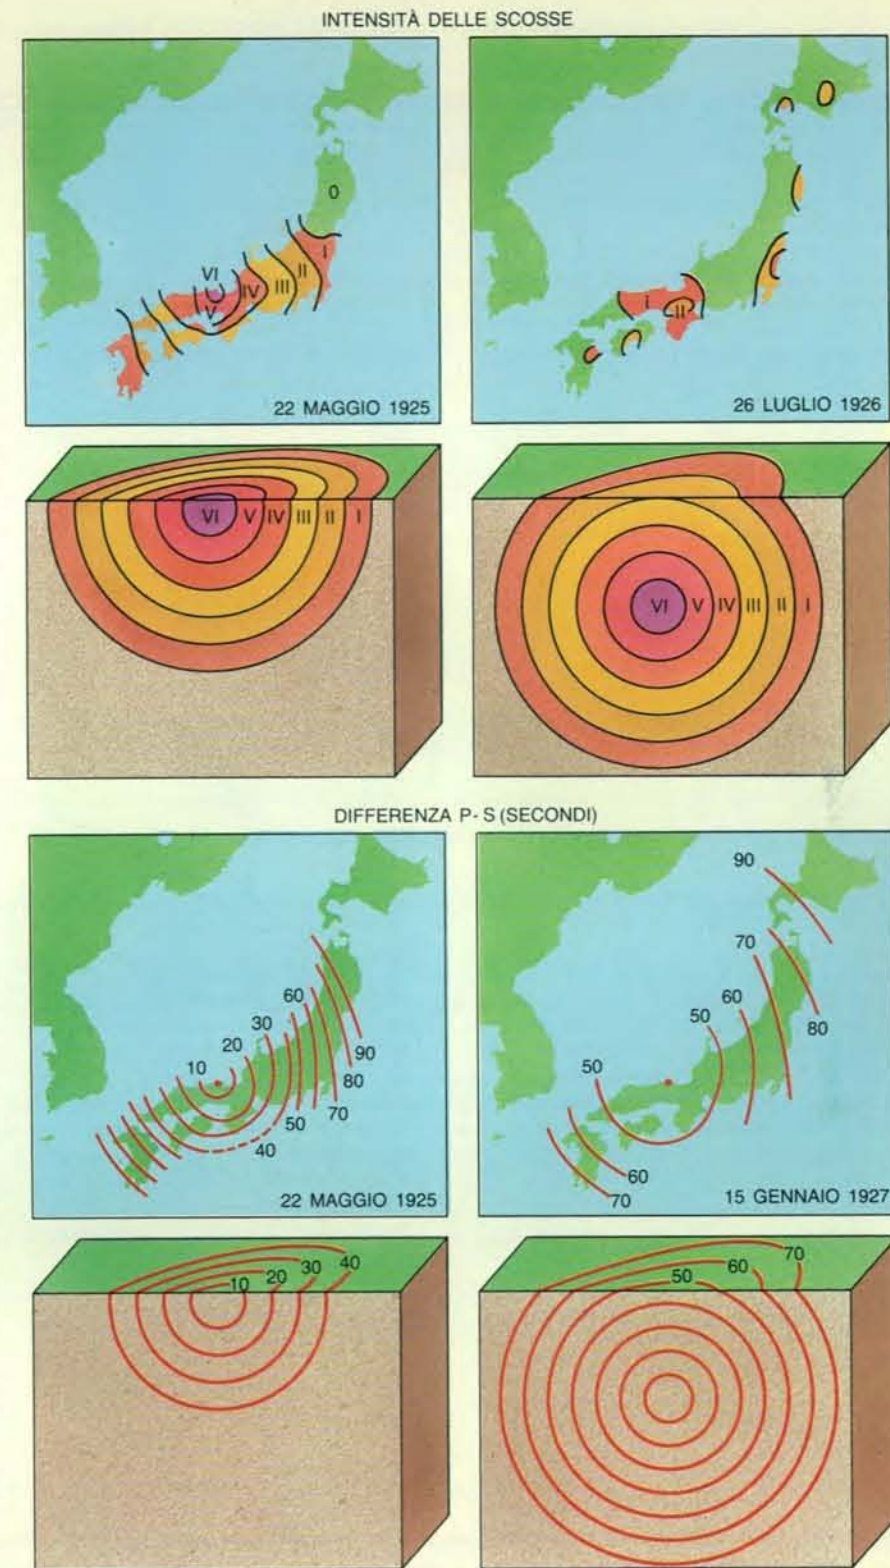 INTENSITÀ DELLE SCOSSE
0
I
II
III
IV
VI
V
22 MAGGIO 1925
I
II
26 LUGLIO 1926
VI V IV III II I
VI V IV III II I
DIFFERENZA P-S (SECONDI)
10
20
30
60
90
80
70
50
40
22 MAGGIO 1925
90
70
60
50
50
80
60
70
15 GENNAIO 1927
10 20 30 40
50 60 70